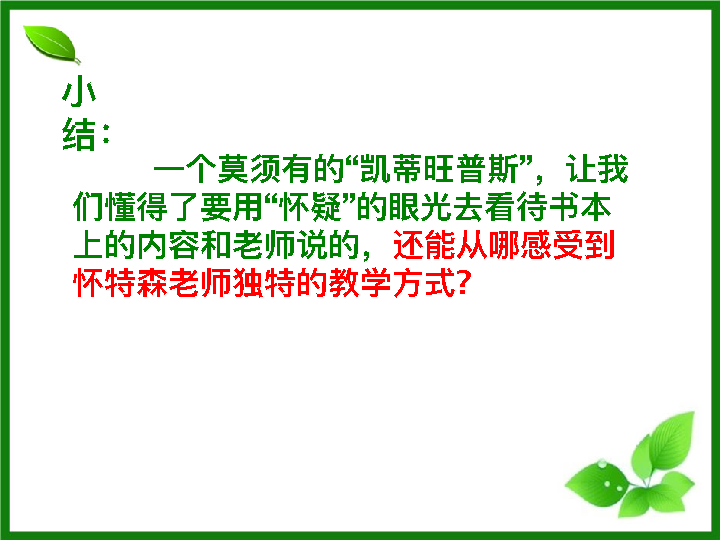 小
结：
一个莫须有的“凯蒂旺普斯”，让我
们懂得了要用“怀疑”的眼光去看待书本
上的内容和老师说的，还能从哪感受到
怀特森老师独特的教学方式？